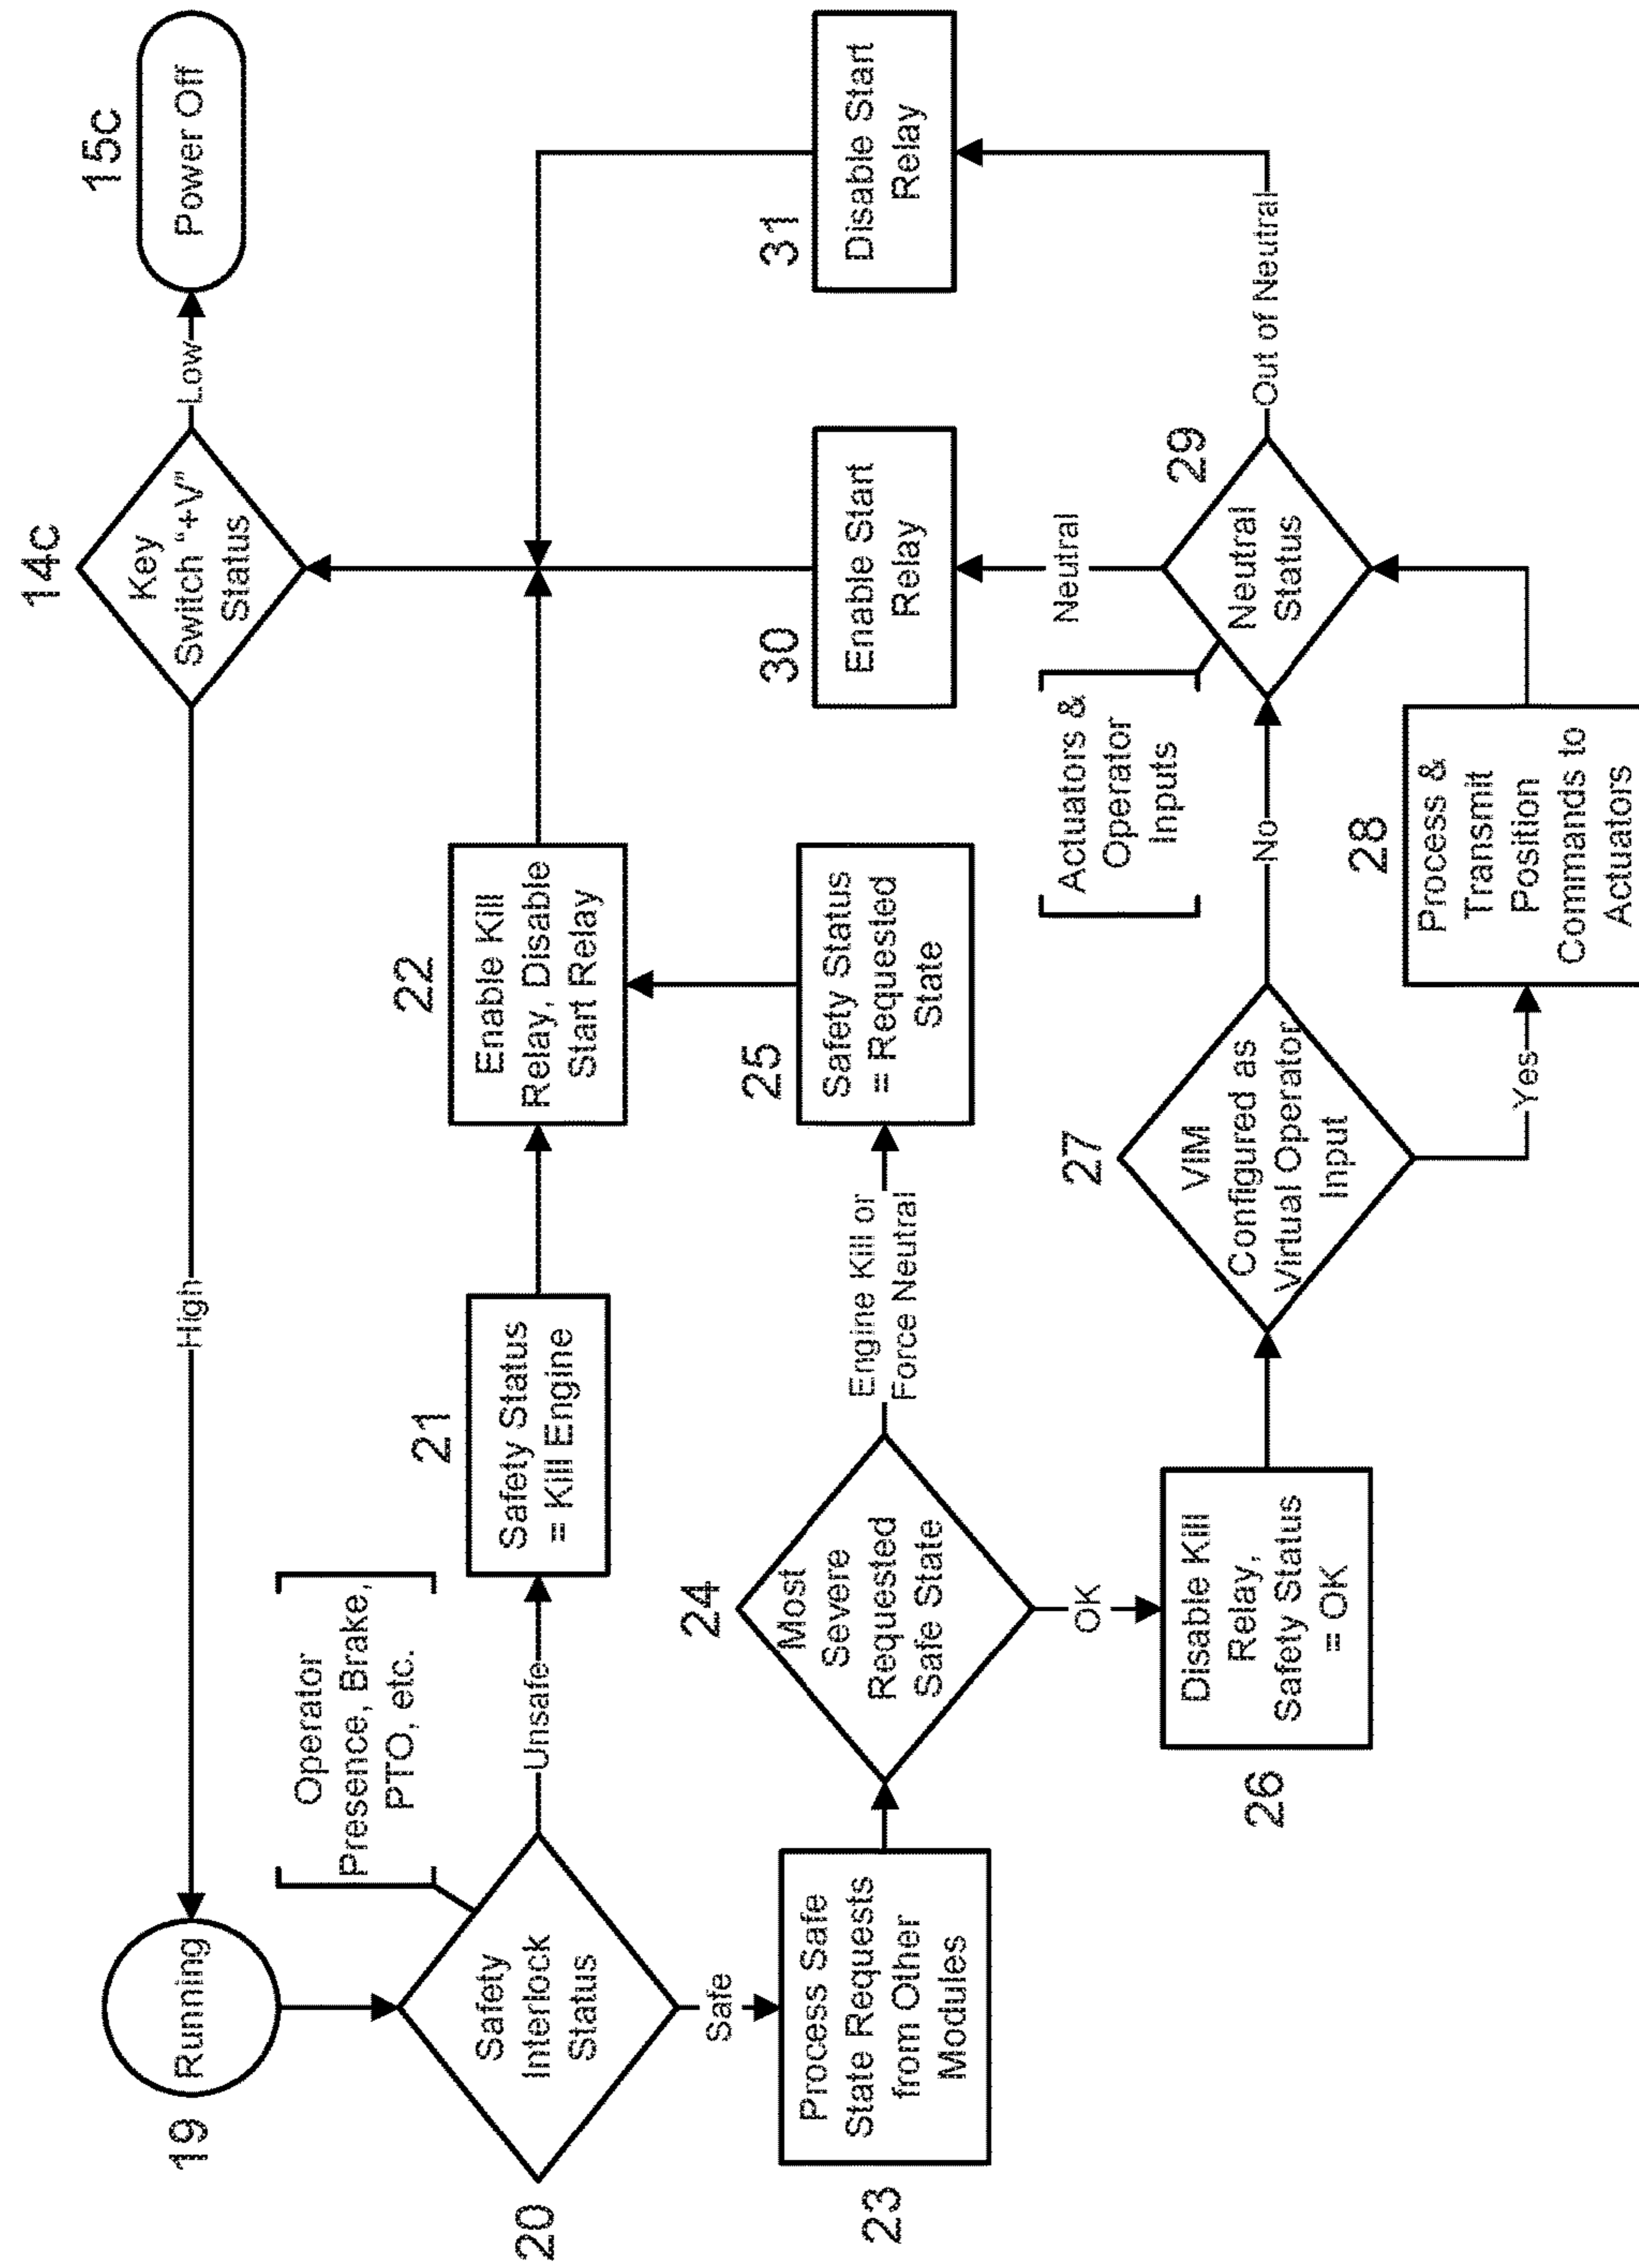 19
Running
High
14c
Key
Switch "+V"
Status
Low
15c
Power Off
Operator
Presence, Brake,
PTO, etc.
20
Safety
Interlock
Status
Unsafe
21
Safety Status
= Kill Engine
22
Enable Kill
Relay, Disable
Start Relay
Safe
23
Process Safe
State Requests
from Other
Modules
24
Most
Severe
Requested
Safe State
Engine Kill or
Force Neutral
25
Safety Status
= Requested
State
30
Enable Start
Relay
31
Disable Start
Relay
OK
26
Disable Kill
Relay,
Safety Status
= OK
27
VIM
Configured as
Virtual Operator
Input
No
Actuators &
Operator
Inputs
Neutral
29
Neutral
Status
Out of Neutral
Yes
28
Process &
Transmit
Position
Commands to
Actuators